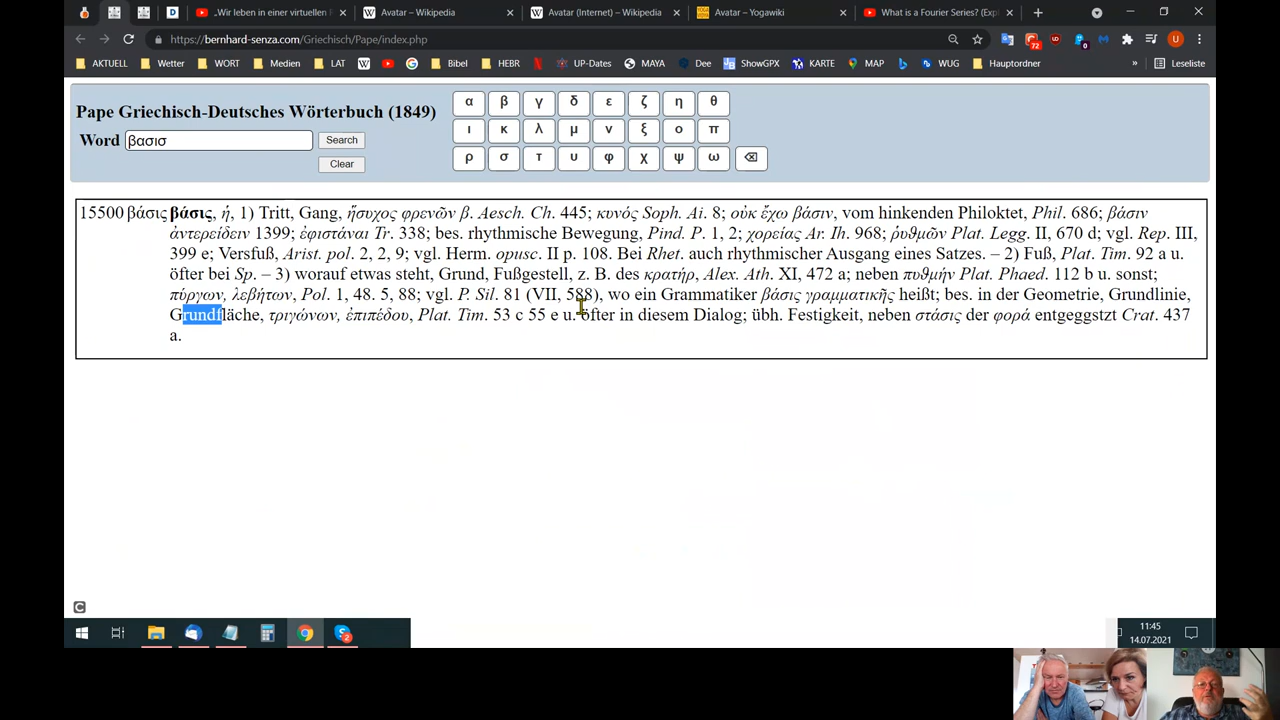 „Wir leben in einer virtuellen R
Avatar – Wikipedia
Avatar (Internet) – Wikipedia
Avatar – Yogawiki
What is a Fourier Series? (Exp
https://bernhard-senza.com/Griechisch/Pape/index.php
AKTUELL Wetter WORT Medien LAT Bibel HEBR UP-Dates MAYA Dee ShowGPX KARTE MAP WUG Hauptordner » Leseliste
Pape Griechisch-Deutsches Wörterbuch (1849)
Word βασισ Search
Clear
α β γ δ ε ζ η θ
ι κ λ μ ν ξ ο π
ρ σ τ υ φ χ ψ ω
15500 βάσις βάσις, ἡ, 1) Tritt, Gang, ἥσυχος φρενῶν β. Aesch. Ch. 445; κυνός Soph. Ai. 8; οὐκ ἔχω βάσιν, vom hinkenden Philoktet, Phil. 686; βάσιν
ἀντερείδειν 1399; ἐφιστάναι Tr. 338; bes. rhythmische Bewegung, Pind. P. 1, 2; χορείας Ar. Ih. 968; ῥυθμῶν Plat. Legg. II, 670 d; vgl. Rep. III,
399 e; Versfuß, Arist. pol. 2, 2, 9; vgl. Herm. opusc. II p. 108. Bei Rhet. auch rhythmischer Ausgang eines Satzes. – 2) Fuß, Plat. Tim. 92 a u.
öfter bei Sp. – 3) worauf etwas steht, Grund, Fußgestell, z. B. des κρατήρ, Alex. Ath. XI, 472 a; neben πυθμήν Plat. Phaed. 112 b u. sonst;
πύργων, λεβήτων, Pol. 1, 48. 5, 88; vgl. P. Sil. 81 (VII, 588), wo ein Grammatiker βάσις γραμματικῆς heißt; bes. in der Geometrie, Grundlinie,
Grundfläche, τριγώνων, ἐπιπέδου, Plat. Tim. 53 c 55 e u. öfter in diesem Dialog; übh. Festigkeit, neben στάσις der φορά entgeggstzt Crat. 437
a.
11:45
14.07.2021